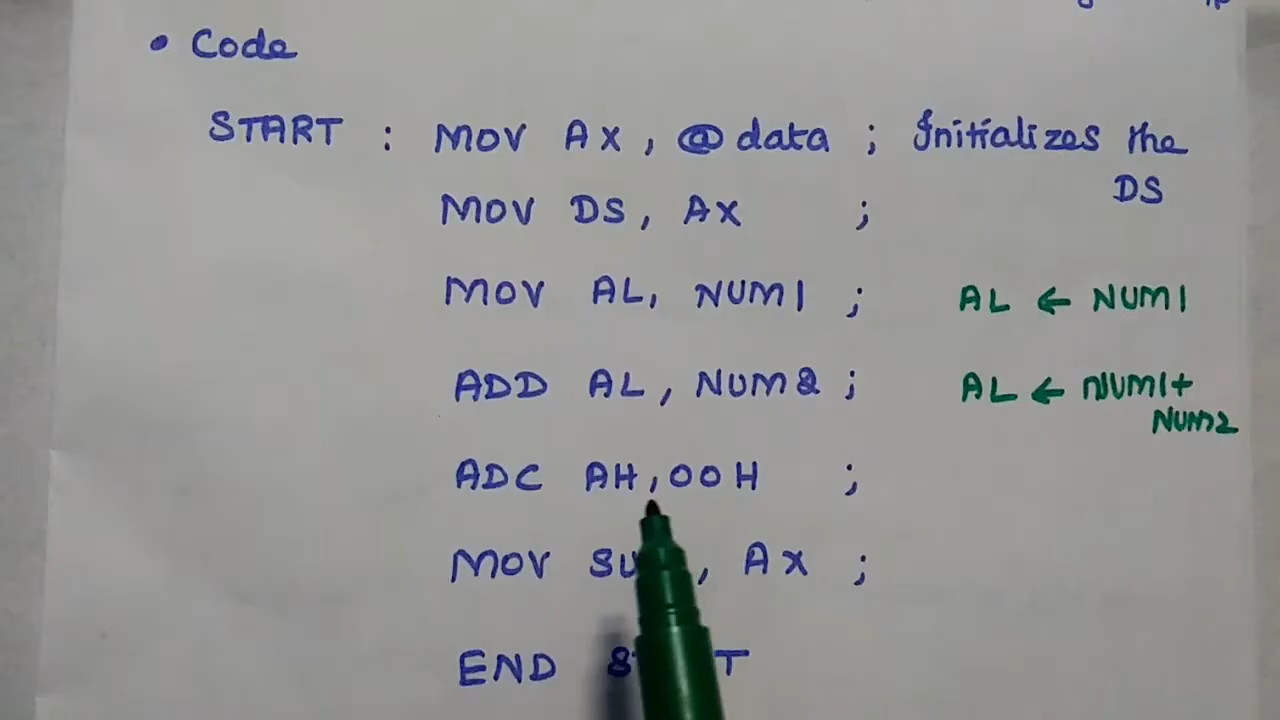 • Code
START : MOV AX, @data ; Initializes the
DS
MOV DS, AX ;
MOV AL, NUM1 ; AL ← NUM1
ADD AL, NUM2 ; AL ← NUM1+
NUM2
ADC AH, 00H ;
MOV , AX ;
END